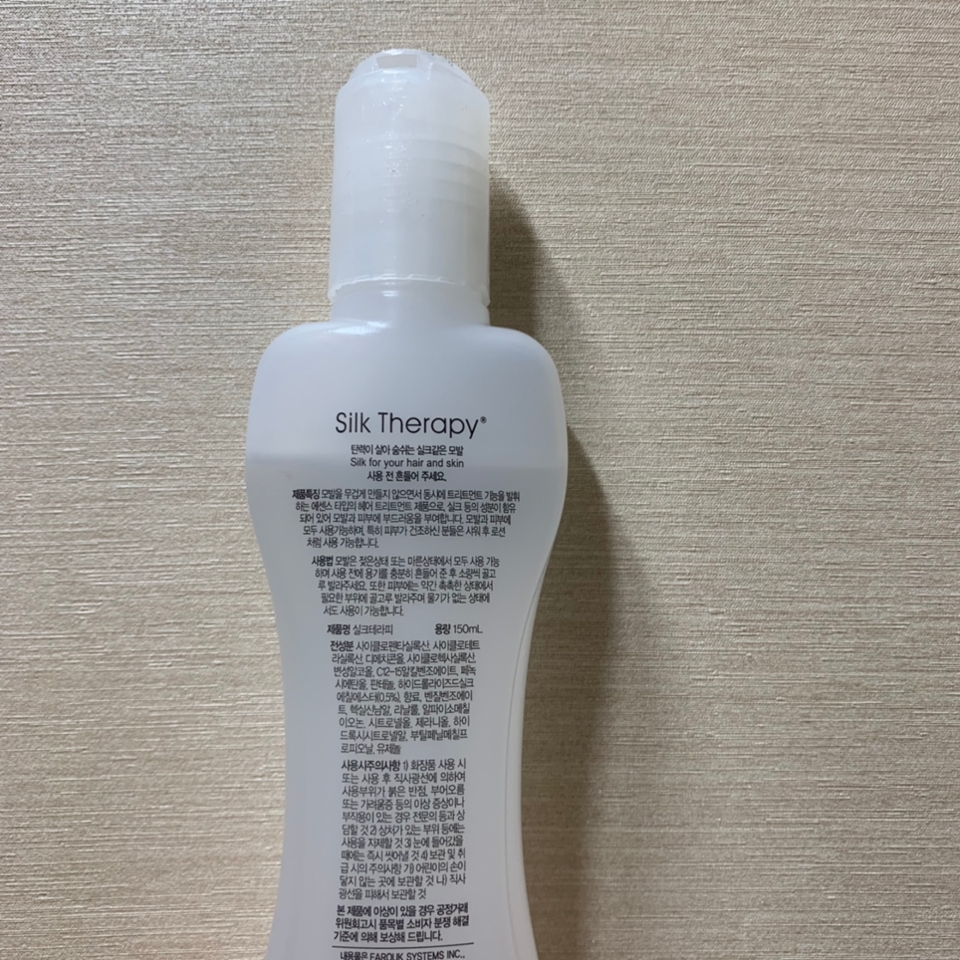 Silk Therapy®
탄력이 살아 숨쉬는 실크같은 모발
Silk for your hair and skin
사용 전 흔들어 주세요.
제품특징 모발을 무겁게 만들지 않으면서 동시에 트리트먼트 기능을 발휘
하는 에센스 타입의 헤어 트리트먼트 제품으로, 실크 등의 성분이 함유
되어 있어 모발과 피부에 부드러움을 부여합니다. 모발과 피부에
모두 사용가능하며, 특히 피부가 건조하신 분들은 샤워 후 로션
처럼 사용 가능합니다.
사용법 모발은 젖은상태 또는 마른상태에서 모두 사용 가능
하며 사용 전에 용기를 충분히 흔들어 준 후 소량씩 골고
루 발라주세요. 또한 피부에는 약간 촉촉한 상태에서
필요한 부위에 골고루 발라주며 물기가 없는 상태에
서도 사용이 가능합니다.
제품명 실크테라피 용량 150mL
전성분 사이클로펜타실록산, 사이클로테트
라실록산, 디메치콘올, 사이클로헥사실록산,
변성알코올, C12-15알킬벤조에이트, 페녹
시에탄올, 판테놀, 하이드롤라이즈드실크
에칠에스터(0.5%), 향료, 벤질벤조에이
트, 헥실신남알, 리날룰, 알파이소메칠
이오논, 시트로넬올, 제라니올, 하이
드록시시트로넬알, 부틸페닐메칠프
로피오날, 유제놀
사용시주의사항 1) 화장품 사용 시
또는 사용 후 직사광선에 의하여
사용부위가 붉은 반점, 부어오름
또는 가려움증 등의 이상 증상이나
부작용이 있는 경우 전문의 등과 상
담할 것 2) 상처가 있는 부위 등에는
사용을 자제할 것 3) 눈에 들어갔을
때에는 즉시 씻어낼 것 4) 보관 및 취
급 시의 주의사항 가) 어린이의 손이
닿지 않는 곳에 보관할 것 나) 직사
광선을 피해서 보관할 것
본 제품에 이상이 있을 경우 공정거래
위원회고시 품목별 소비자 분쟁 해결
기준에 의해 보상해 드립니다.
내용물은 FAROUK SYSTEMS INC.,